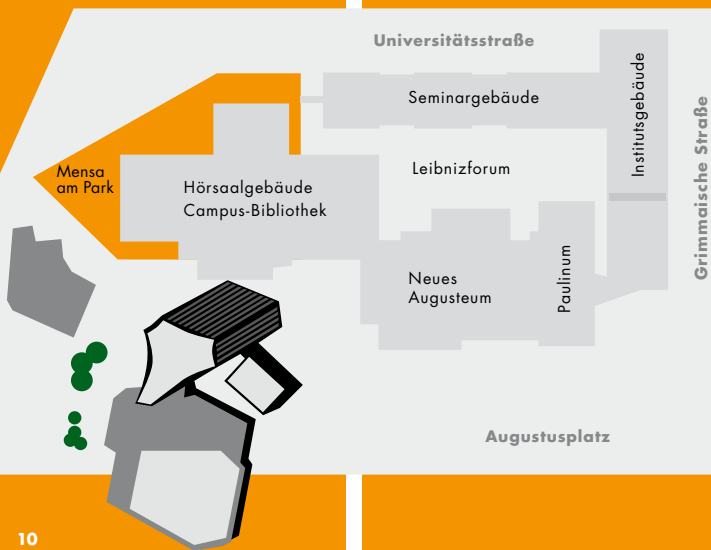 Universitätsstraße
Seminargebäude
Institutsgebäude
Grimmaische Straße
Mensa
am Park
Hörsaalgebäude
Campus-Bibliothek
Leibnizforum
Neues
Augusteum
Paulinum
Augustusplatz
10